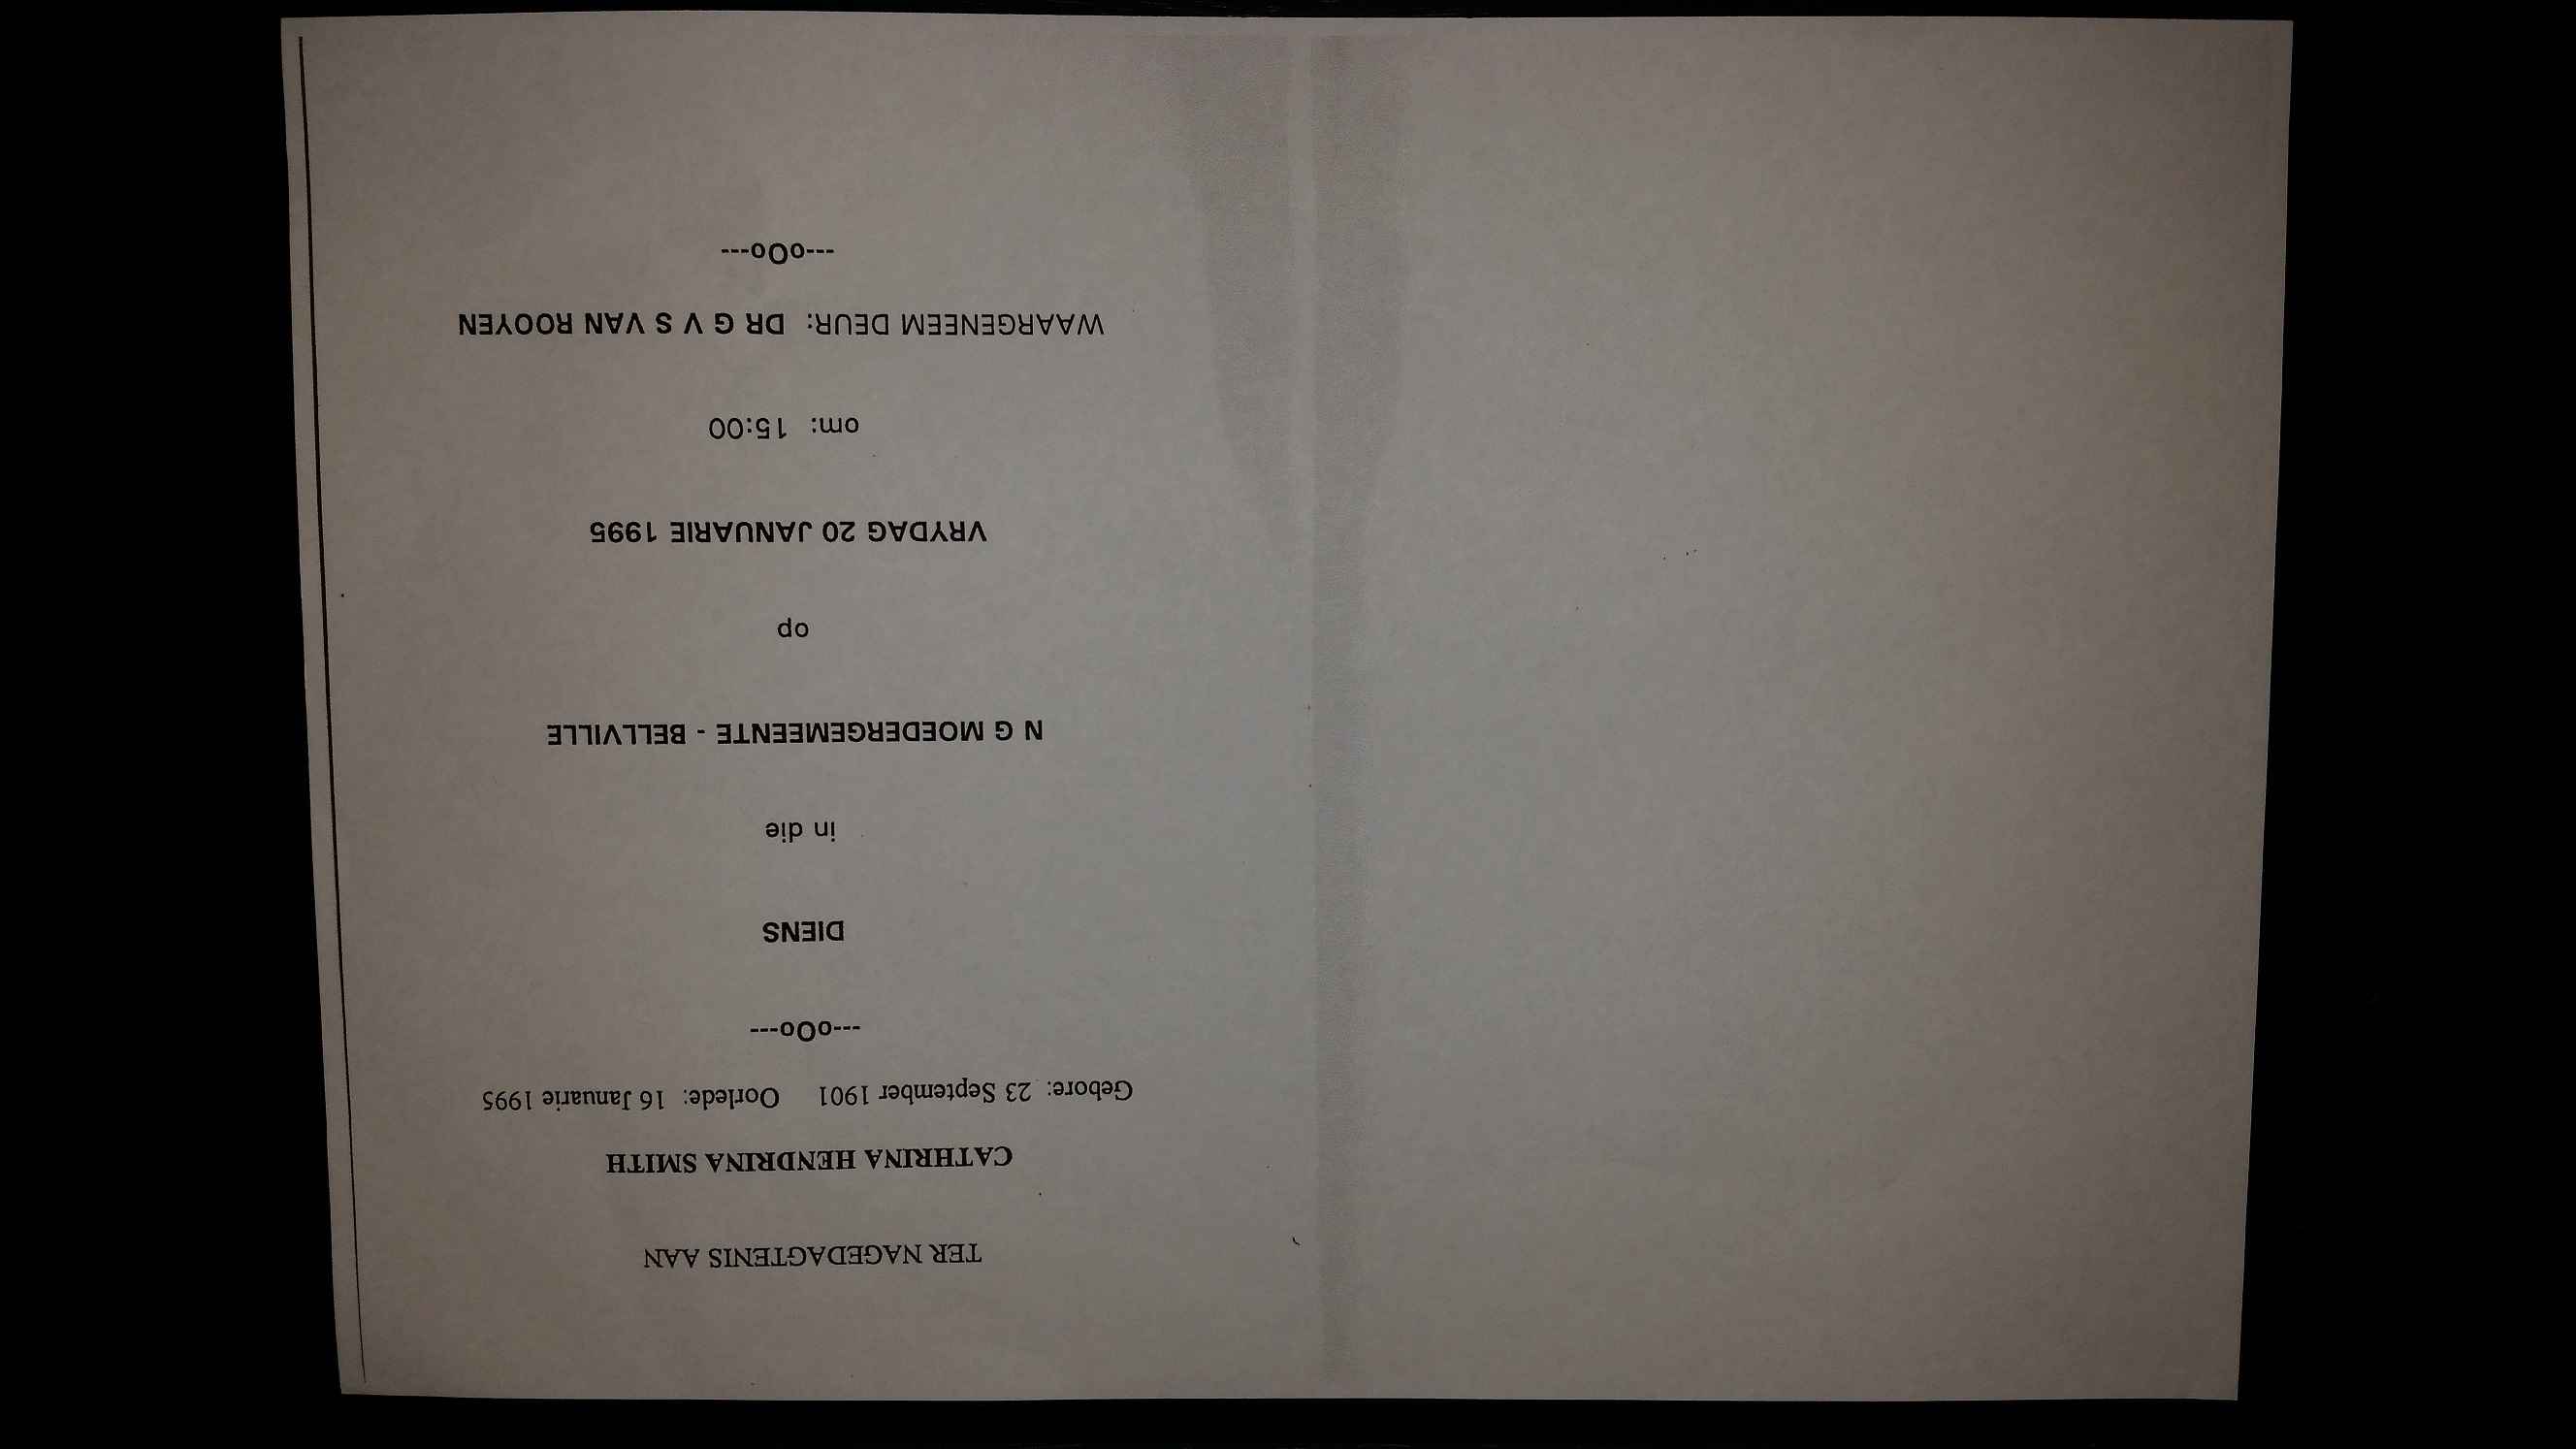 TER NAGEDAGTENIS AAN
CATHRINA HENDRINA SMITH
Gebore: 23 September 1901 Oorlede: 16 Januarie 1995
---oOo---
DIENS
in die
N G MOEDERGEMEENTE - BELLVILLE
op
VRYDAG 20 JANUARIE 1995
om: 15:00
WAARGENEEM DEUR: DR G V S VAN ROOYEN
---oOo---